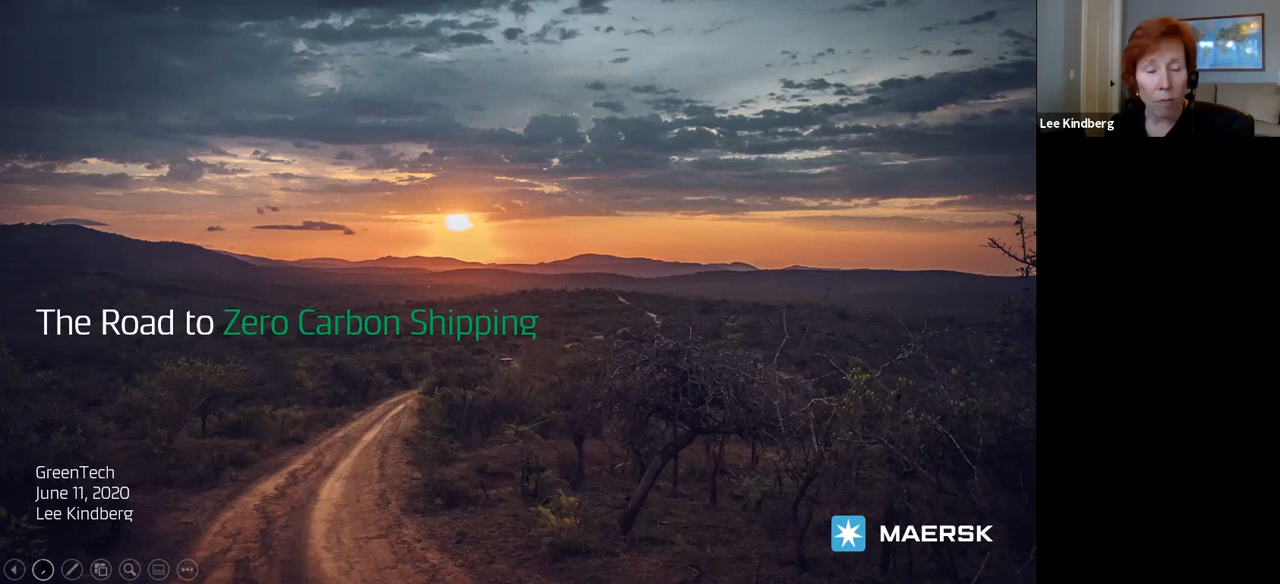 The Road to Zero Carbon Shipping
GreenTech
June 11, 2020
Lee Kindberg
MAERSK
Lee Kindberg